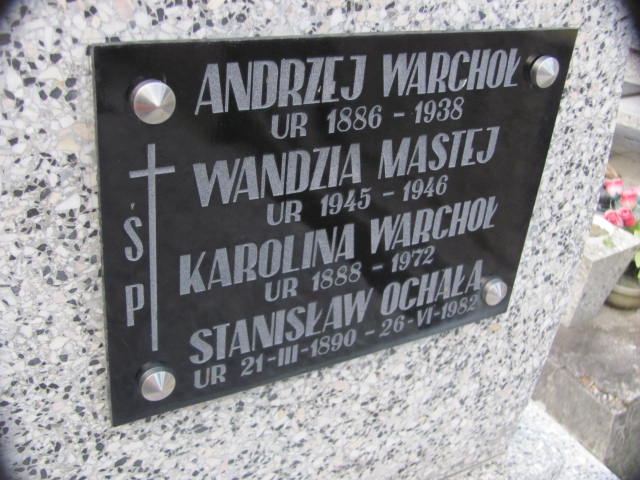 Ś P
ANDRZEJ WARCHOŁ
UR 1886 - 1938
WANDZIA MASTEJ
UR 1945 - 1946
KAROLINA WARCHOŁ
UR 1888 - 1972
STANISŁAW OCHAŁA
UR 21-III-1890 - 26-VI-1982